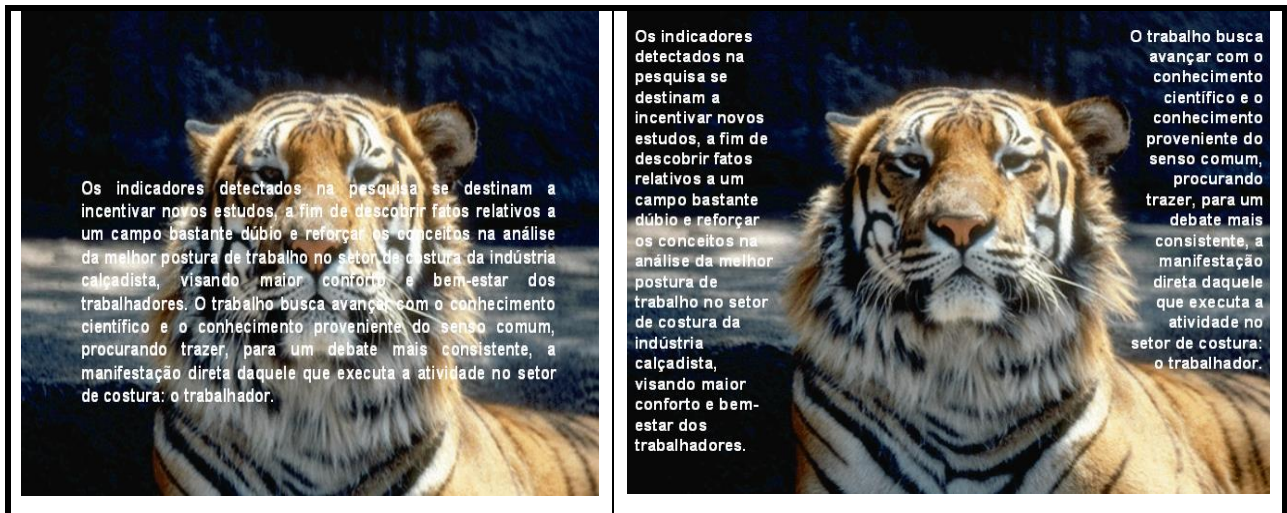 Os indicadores detectados na pesquisa se destinam a
incentivar novos estudos, a fim de descobrir fatos relativos a
um campo bastante dúbio e reforçar os conceitos na análise
da melhor postura de trabalho no setor de costura da indústria
calçadista, visando maior conforto e bem-estar dos
trabalhadores. O trabalho busca avançar com o conhecimento
científico e o conhecimento proveniente do senso comum,
procurando trazer, para um debate mais consistente, a
manifestação direta daquele que executa a atividade no setor
de costura: o trabalhador.
Os indicadores
detectados na
pesquisa se
destinam a
incentivar novos
estudos, a fim de
descobrir fatos
relativos a um
campo bastante
dúbio e reforçar
os conceitos na
análise da melhor
postura de
trabalho no setor
de costura da
indústria
calçadista,
visando maior
conforto e bem-
estar dos
trabalhadores.
O trabalho busca
avançar com o
conhecimento
científico e o
conhecimento
proveniente do
senso comum,
procurando
trazer, para um
debate mais
consistente, a
manifestação
direta daquele
que executa a
atividade no
setor de costura:
o trabalhador.